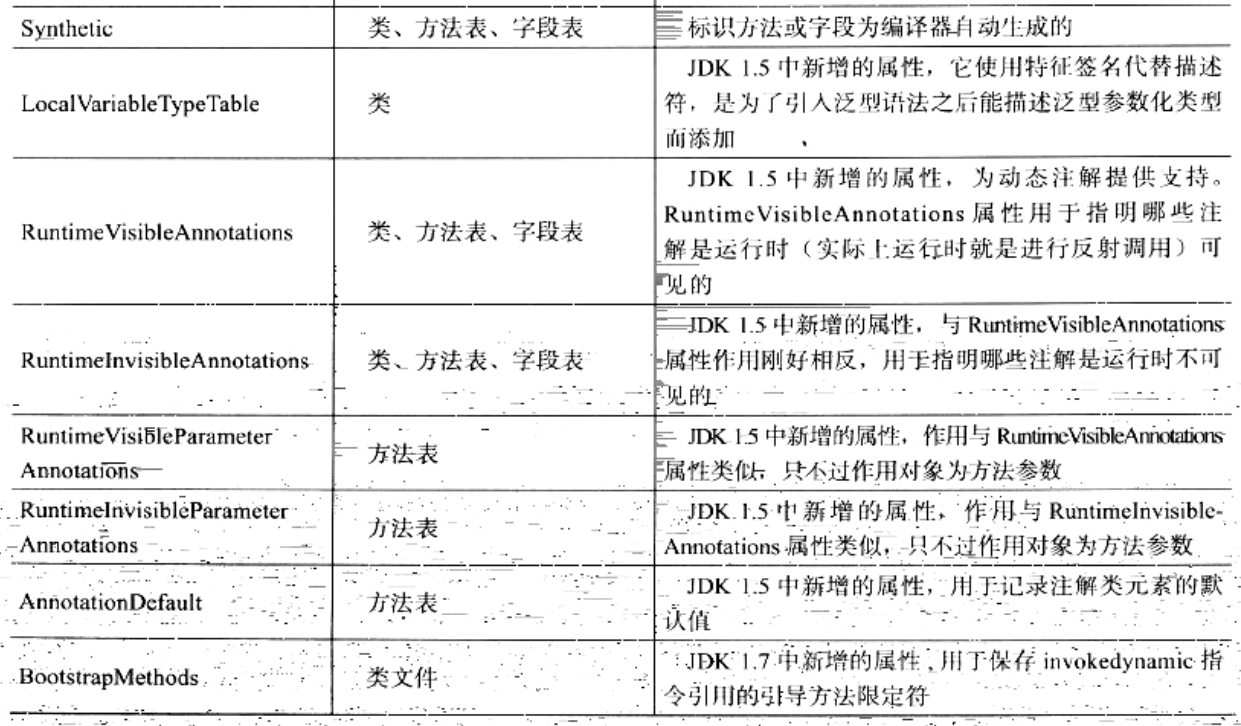 Synthetic 类、方法表、字段表 标识方法或字段为编译器自动生成的
LocalVariableTypeTable 类 JDK 1.5 中新增的属性，它使用特征签名代替描述
符，是为了引入泛型语法之后能描述泛型参数化类型
而添加
RuntimeVisibleAnnotations 类、方法表、字段表 JDK 1.5 中新增的属性，为动态注解提供支持。
RuntimeVisibleAnnotations 属性用于指明哪些注
解是运行时（实际上运行时就是进行反射调用）可
见的
RuntimeInvisibleAnnotations 类、方法表、字段表 JDK 1.5 中新增的属性，与 RuntimeVisibleAnnotations
属性作用刚好相反，用于指明哪些注解是运行时不可
见的
RuntimeVisibleParameter
Annotations 方法表 JDK 1.5 中新增的属性，作用与 RuntimeVisibleAnnotations
属性类似，只不过作用对象为方法参数
RuntimeInvisibleParameter
Annotations 方法表 JDK 1.5 中新增的属性，作用与 RuntimeInvisible-
Annotations 属性类似，只不过作用对象为方法参数
AnnotationDefault 方法表 JDK 1.5 中新增的属性，用于记录注解类元素的默
认值
BootstrapMethods 类文件 JDK 1.7 中新增的属性，用于保存 invokedynamic 指
令引用的引导方法限定符